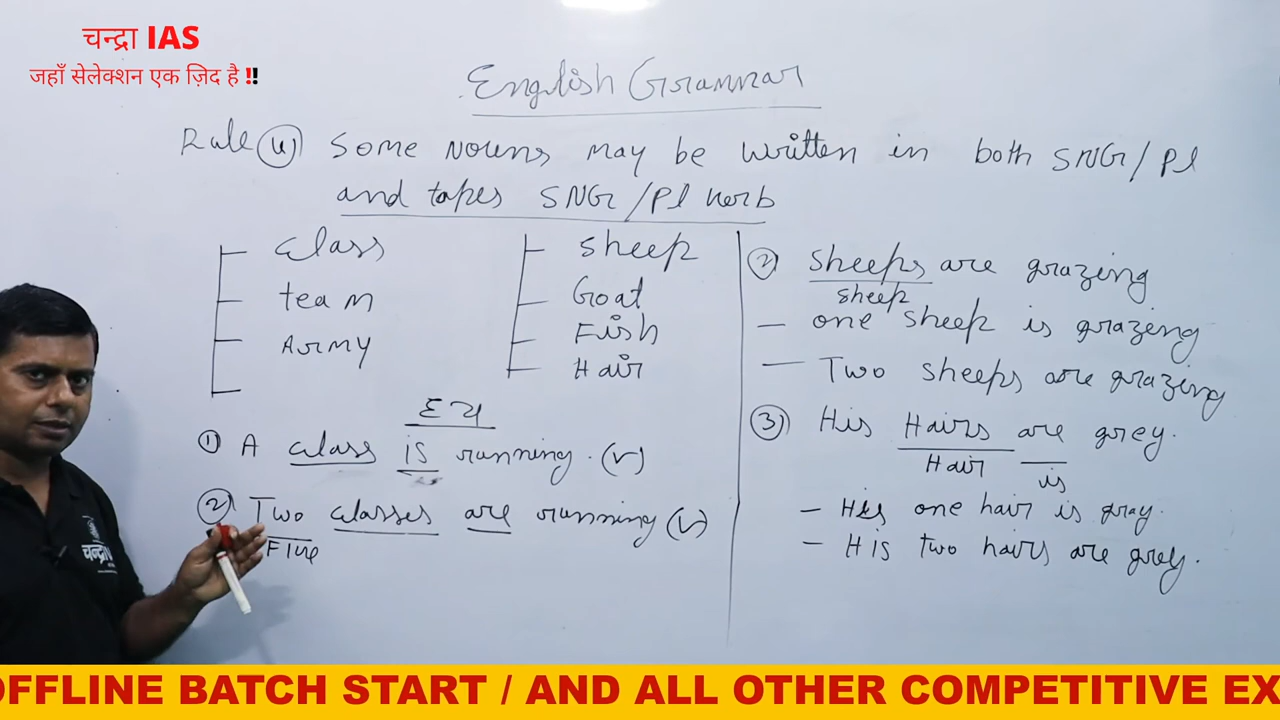 चन्द्रा IAS
जहाँ सेलेक्शन एक ज़िद है !!
English Grammar
Rule (4) Some Nouns may be written in both SNGr/Pl
and takes SNGr/Pl verb
class
team
Army
sheep
Goat
Fish
Hair
Ex
① A class is running. (✓)
② Two classes are running (✓)
Five
② Sheeps are grazing
sheep
– one sheep is grazing
– Two sheeps are grazing
③ His Hairs are grey.
Hair is
– His one hair is gray.
– His two hairs are grey.
चन्द्रा
OFFLINE BATCH START / AND ALL OTHER COMPETITIVE EX